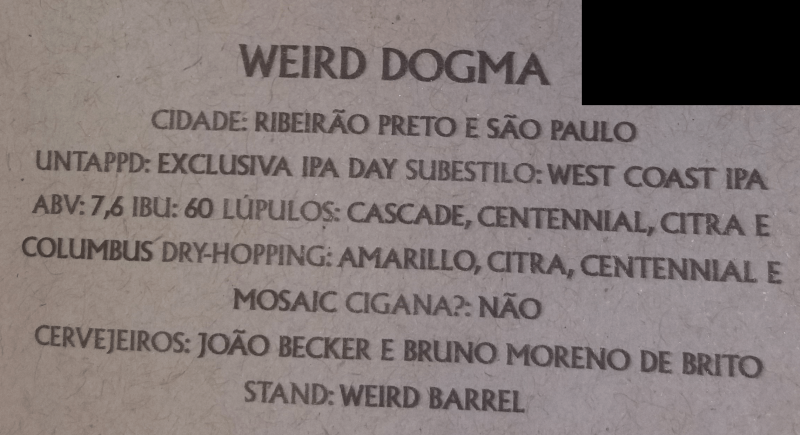 WEIRD DOGMA
CIDADE: RIBEIRÃO PRETO E SÃO PAULO
UNTAPPD: EXCLUSIVA IPA DAY SUBESTILO: WEST COAST IPA
ABV: 7,6 IBU: 60 LÚPULOS: CASCADE, CENTENNIAL, CITRA E
COLUMBUS DRY-HOPPING: AMARILLO, CITRA, CENTENNIAL E
MOSAIC CIGANA?: NÃO
CERVEJEIROS: JOÃO BECKER E BRUNO MORENO DE BRITO
STAND: WEIRD BARREL